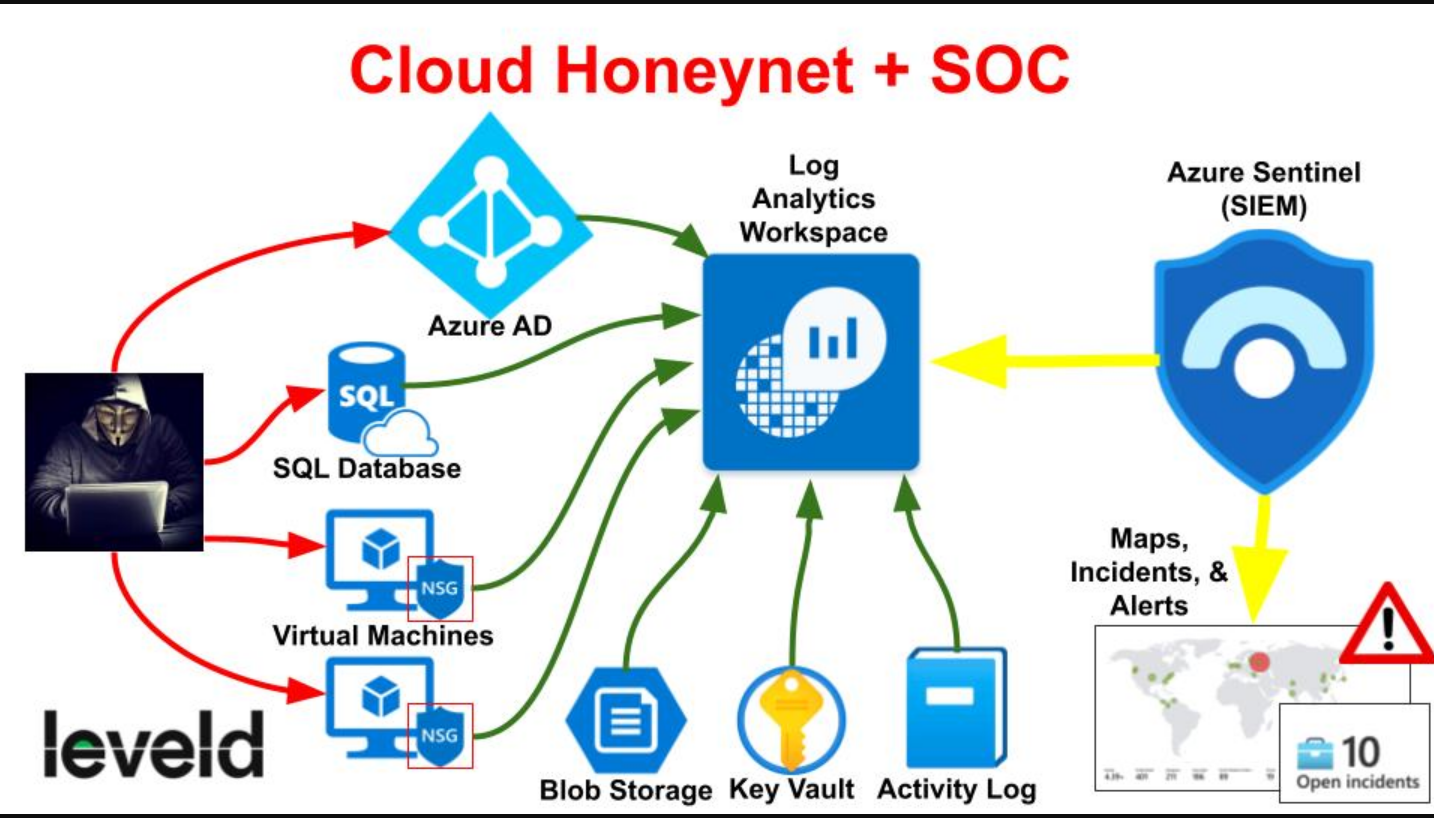 Cloud Honeynet + SOC
Log
Analytics
Workspace
Azure Sentinel
(SIEM)
Azure AD
SQL
SQL Database
NSG
Virtual Machines
NSG
Maps,
Incidents, &
Alerts
!
10
Open incidents
leveld
Blob Storage
Key Vault
Activity Log